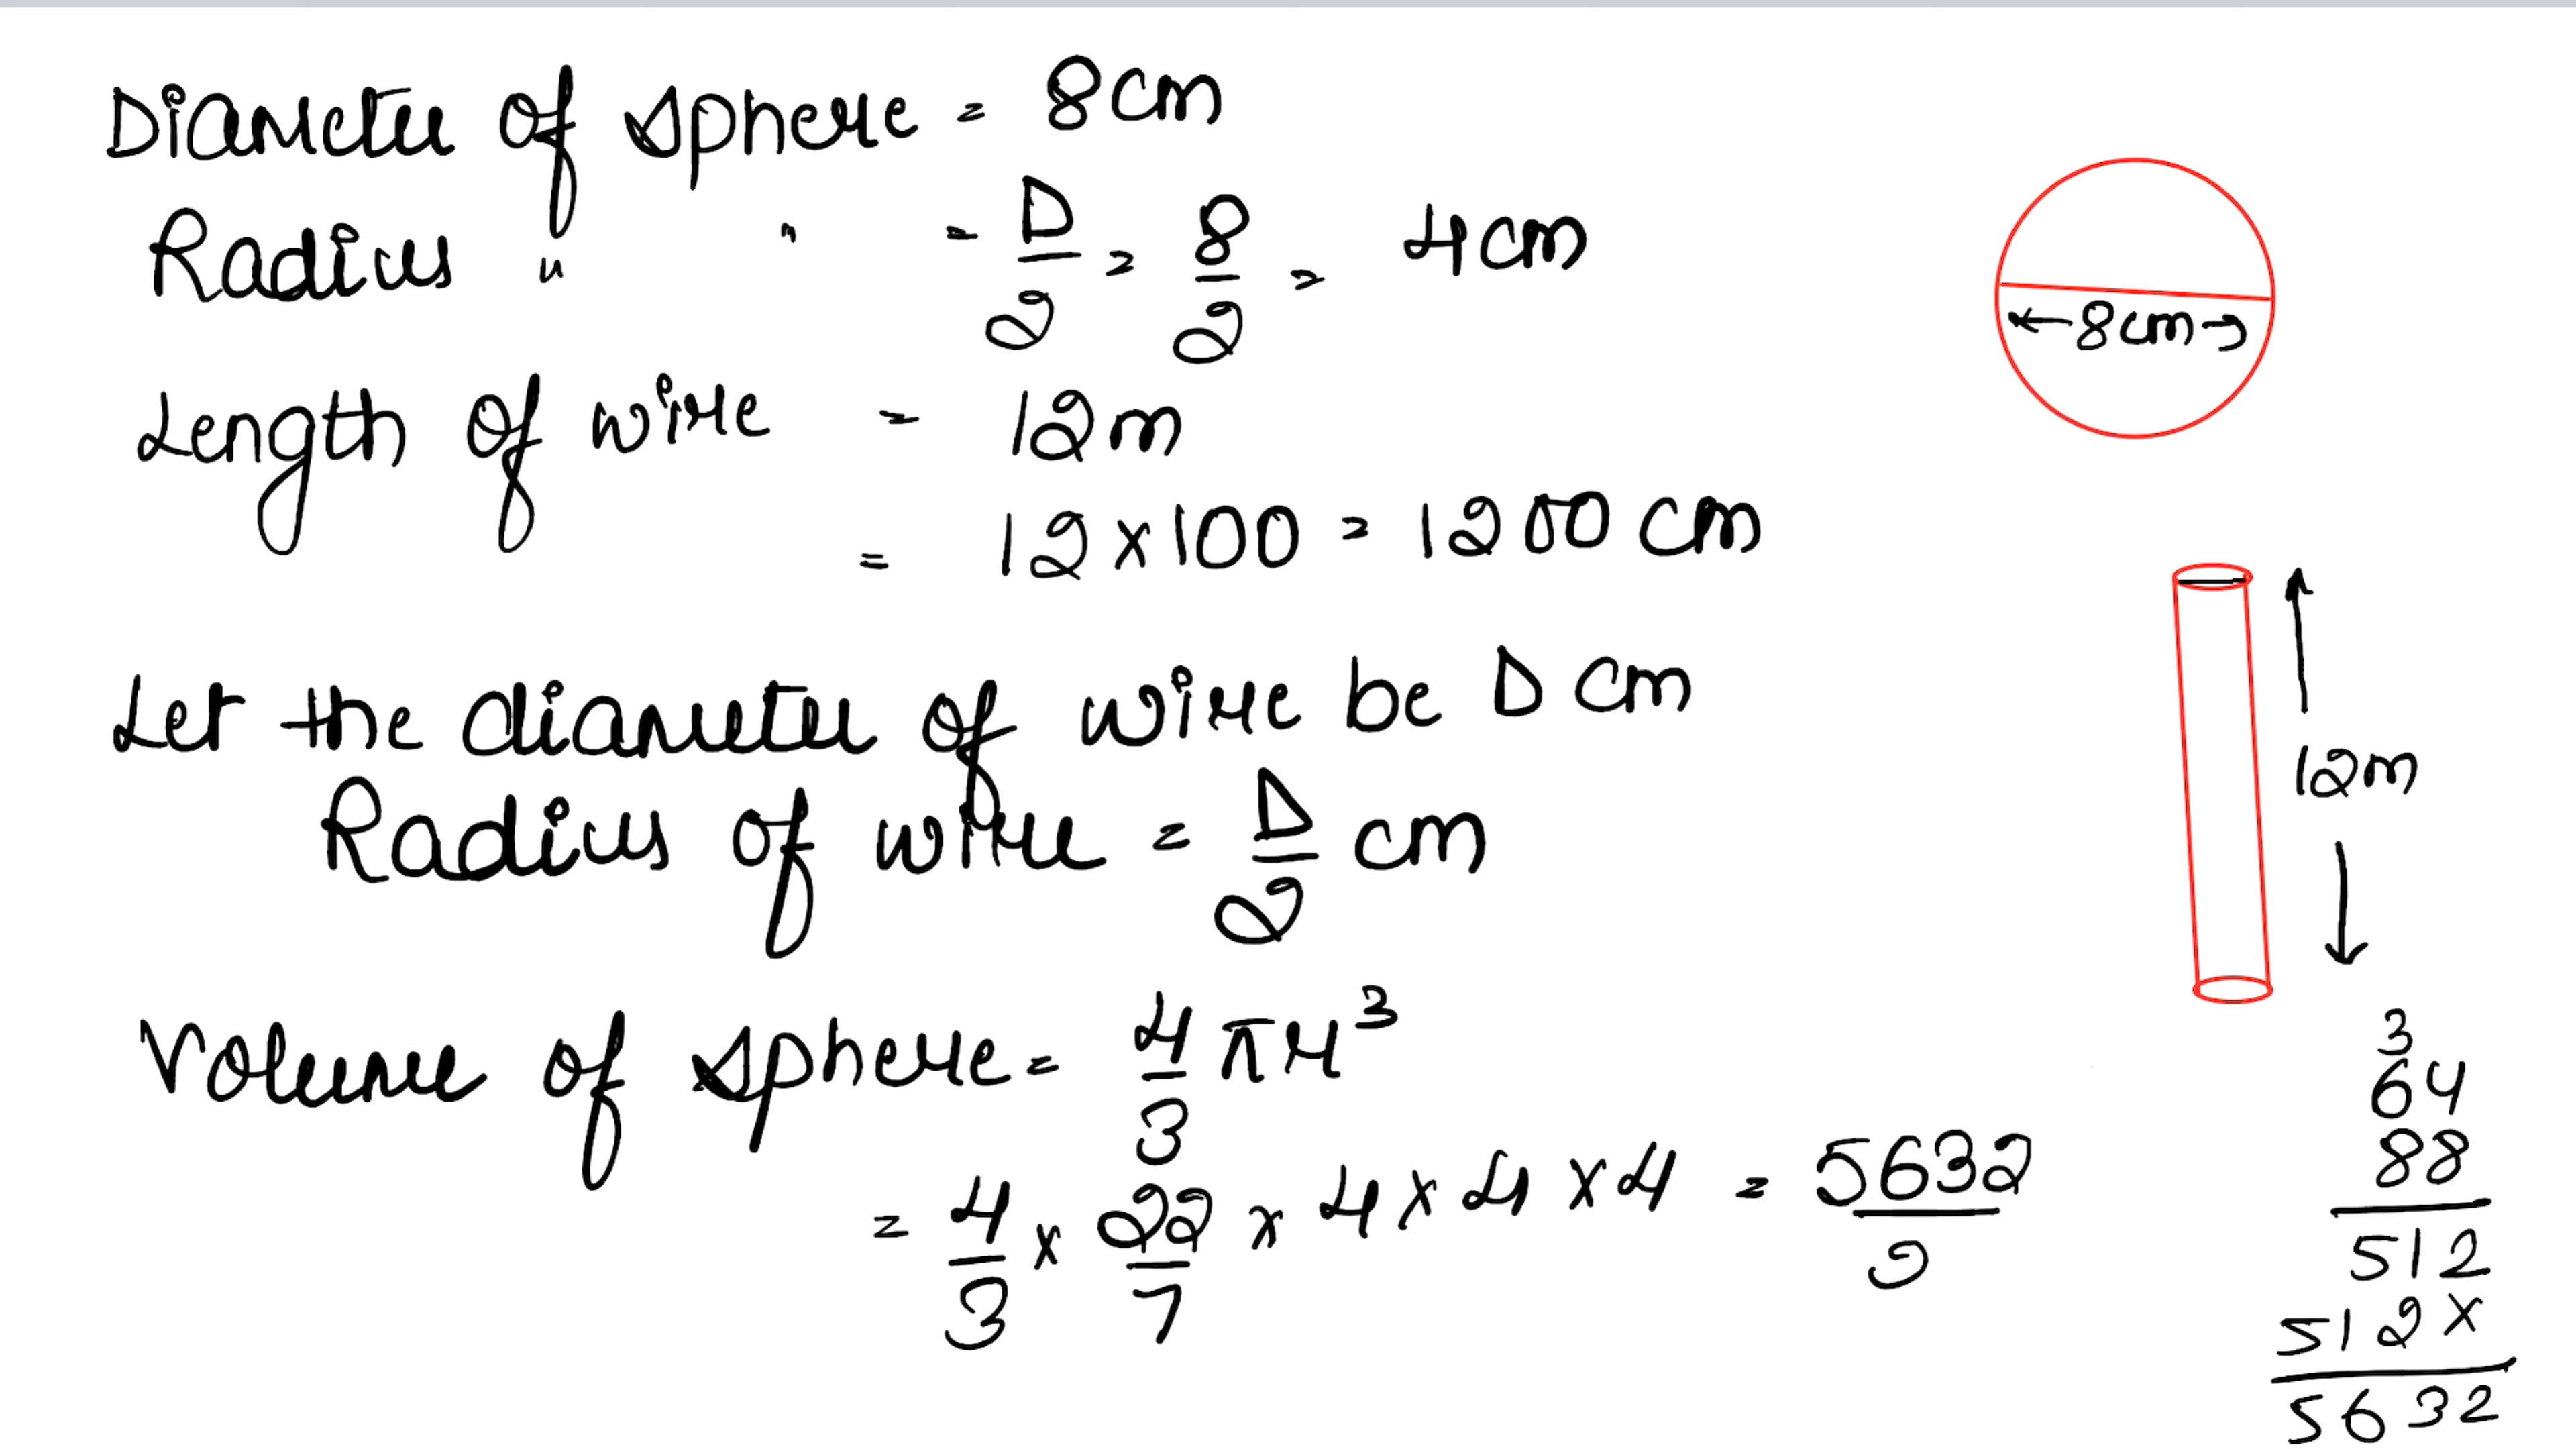 Diameter of sphere = 8cm
Radius " " = D/2 = 8/2 = 4cm
←8cm→
Length of wire = 12m
= 12×100 = 1200 cm
Let the diameter of wire be D cm
12m
Radius of wire = D/2 cm
Volume of sphere = 4/3 πr³
= 4/3 × 22/7 × 4×4×4 = 5632/
3
64
88
512
512×
5632